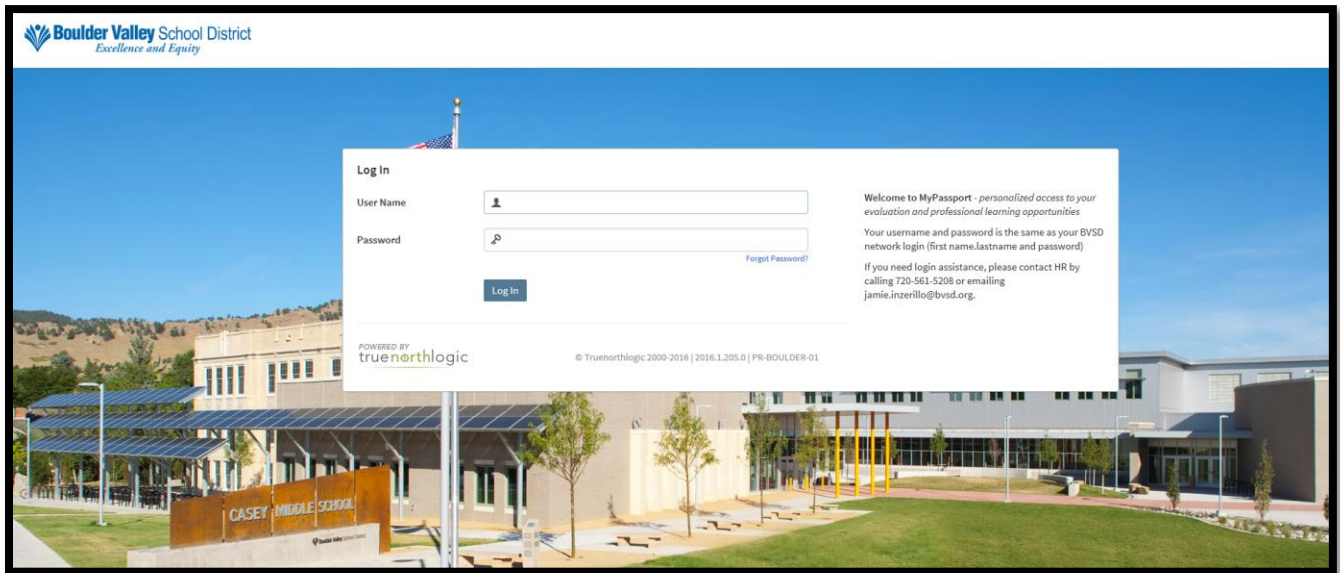 Boulder Valley School District
Excellence and Equity
Log In
User Name
Password
Forgot Password?
Log In
Welcome to MyPassport - personalized access to your
evaluation and professional learning opportunities
Your username and password is the same as your BVSD
network login (first name.lastname and password)
If you need login assistance, please contact HR by
calling 720-561-5208 or emailing
jamie.inzerillo@bvsd.org.
POWERED BY
truenorthlogic
© Truenorthlogic 2000-2016 | 2016.1.205.0 | PR-BOULDER-01
CASEY MIDDLE SCHOOL
Boulder Valley School District